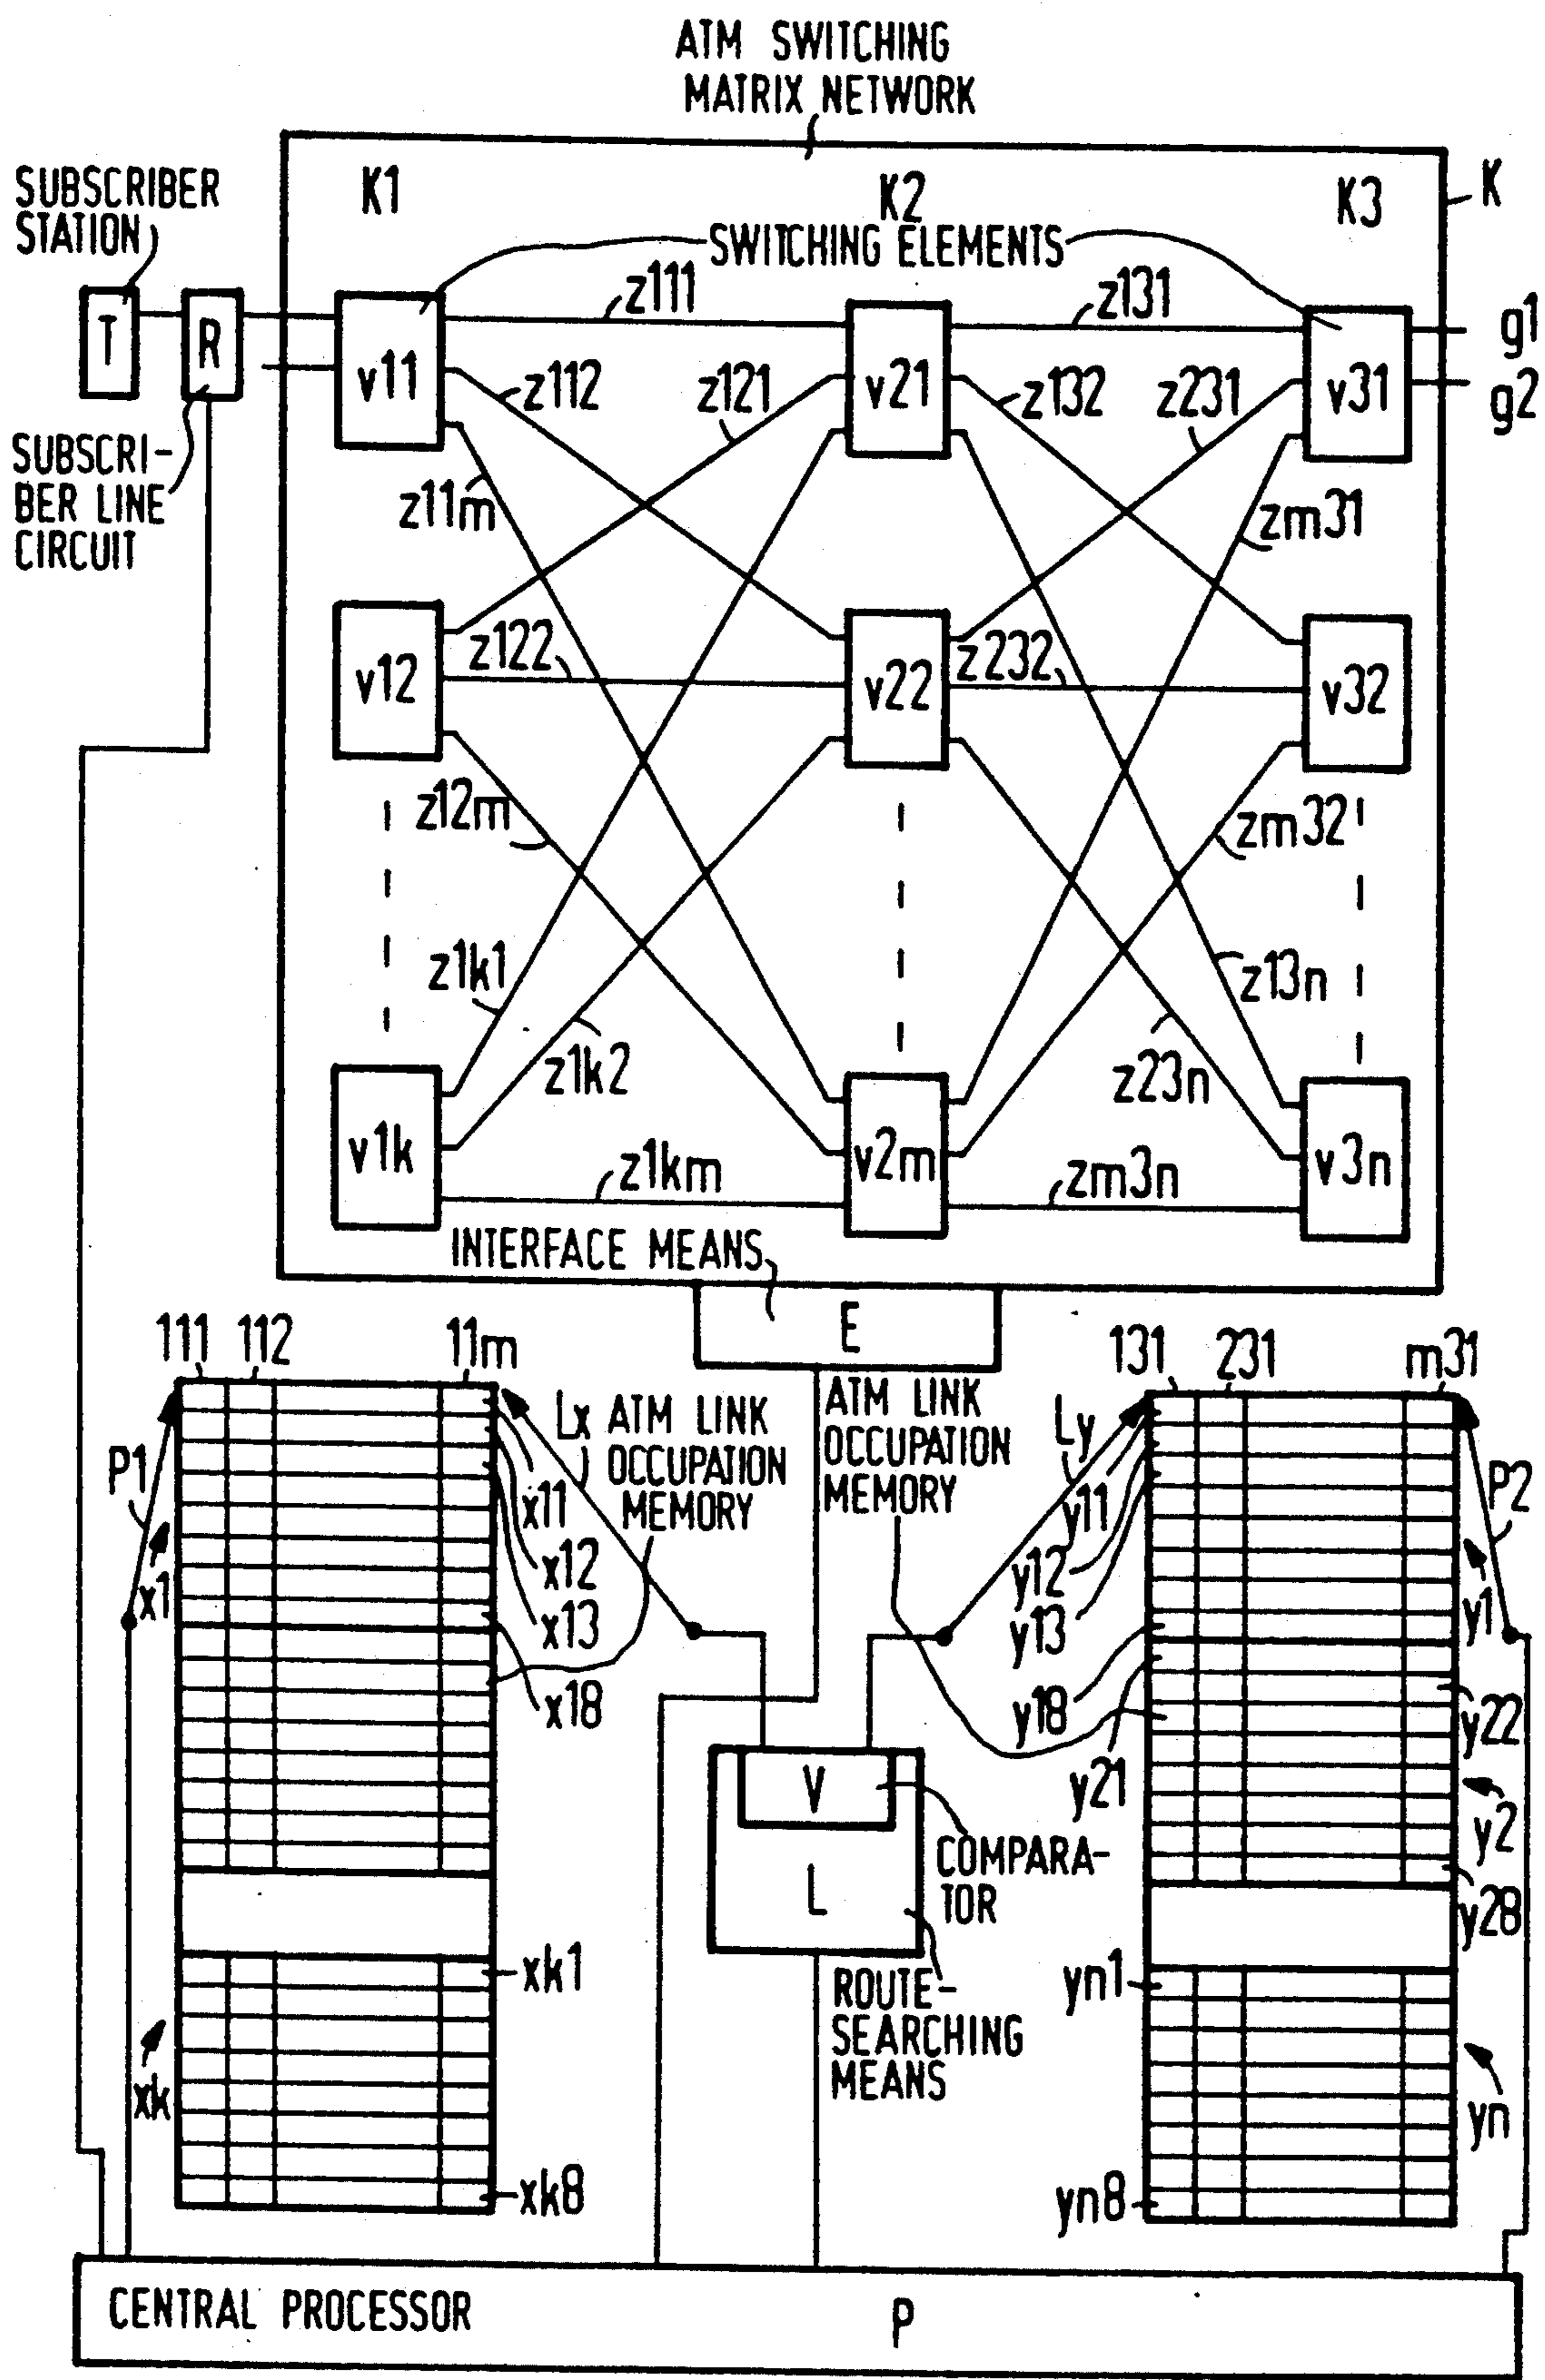 ATM SWITCHING
MATRIX NETWORK
SUBSCRIBER
STATION
K1
K2
K3
K
SWITCHING ELEMENTS
z111
z131
T
R
v11
v21
v31
g1
g2
z112
z121
z132
z231
SUBSCRI-
BER LINE
CIRCUIT
z11m
zm31
v12
z122
v22
z232
v32
z12m
zm32
z1k1
z13n
z1k2
z23n
v1k
v2m
v3n
z1km
zm3n
INTERFACE MEANS
E
111
112
11m
131
231
m31
Lx
ATM LINK
OCCUPATION
MEMORY
ATM LINK
OCCUPATION
MEMORY
Ly
P1
P2
x11
x12
x13
x18
x1
y11
y12
y13
y18
y1
y21
y22
y2
y28
V
L
COMPARA-
TOR
ROUTE-
SEARCHING
MEANS
xk1
xk
xk8
yn1
yn
yn8
CENTRAL PROCESSOR
P